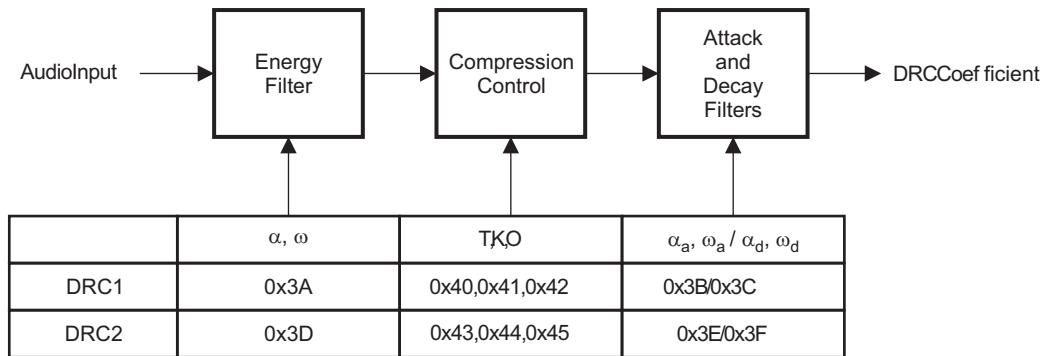 AudioInput
Energy
Filter
Compression
Control
Attack
and
Decay
Filters
DRCCoef ficient
α, ω
T,K,O
αa, ωa / αd, ωd
DRC1
0x3A
0x40,0x41,0x42
0x3B/0x3C
DRC2
0x3D
0x43,0x44,0x45
0x3E/0x3F